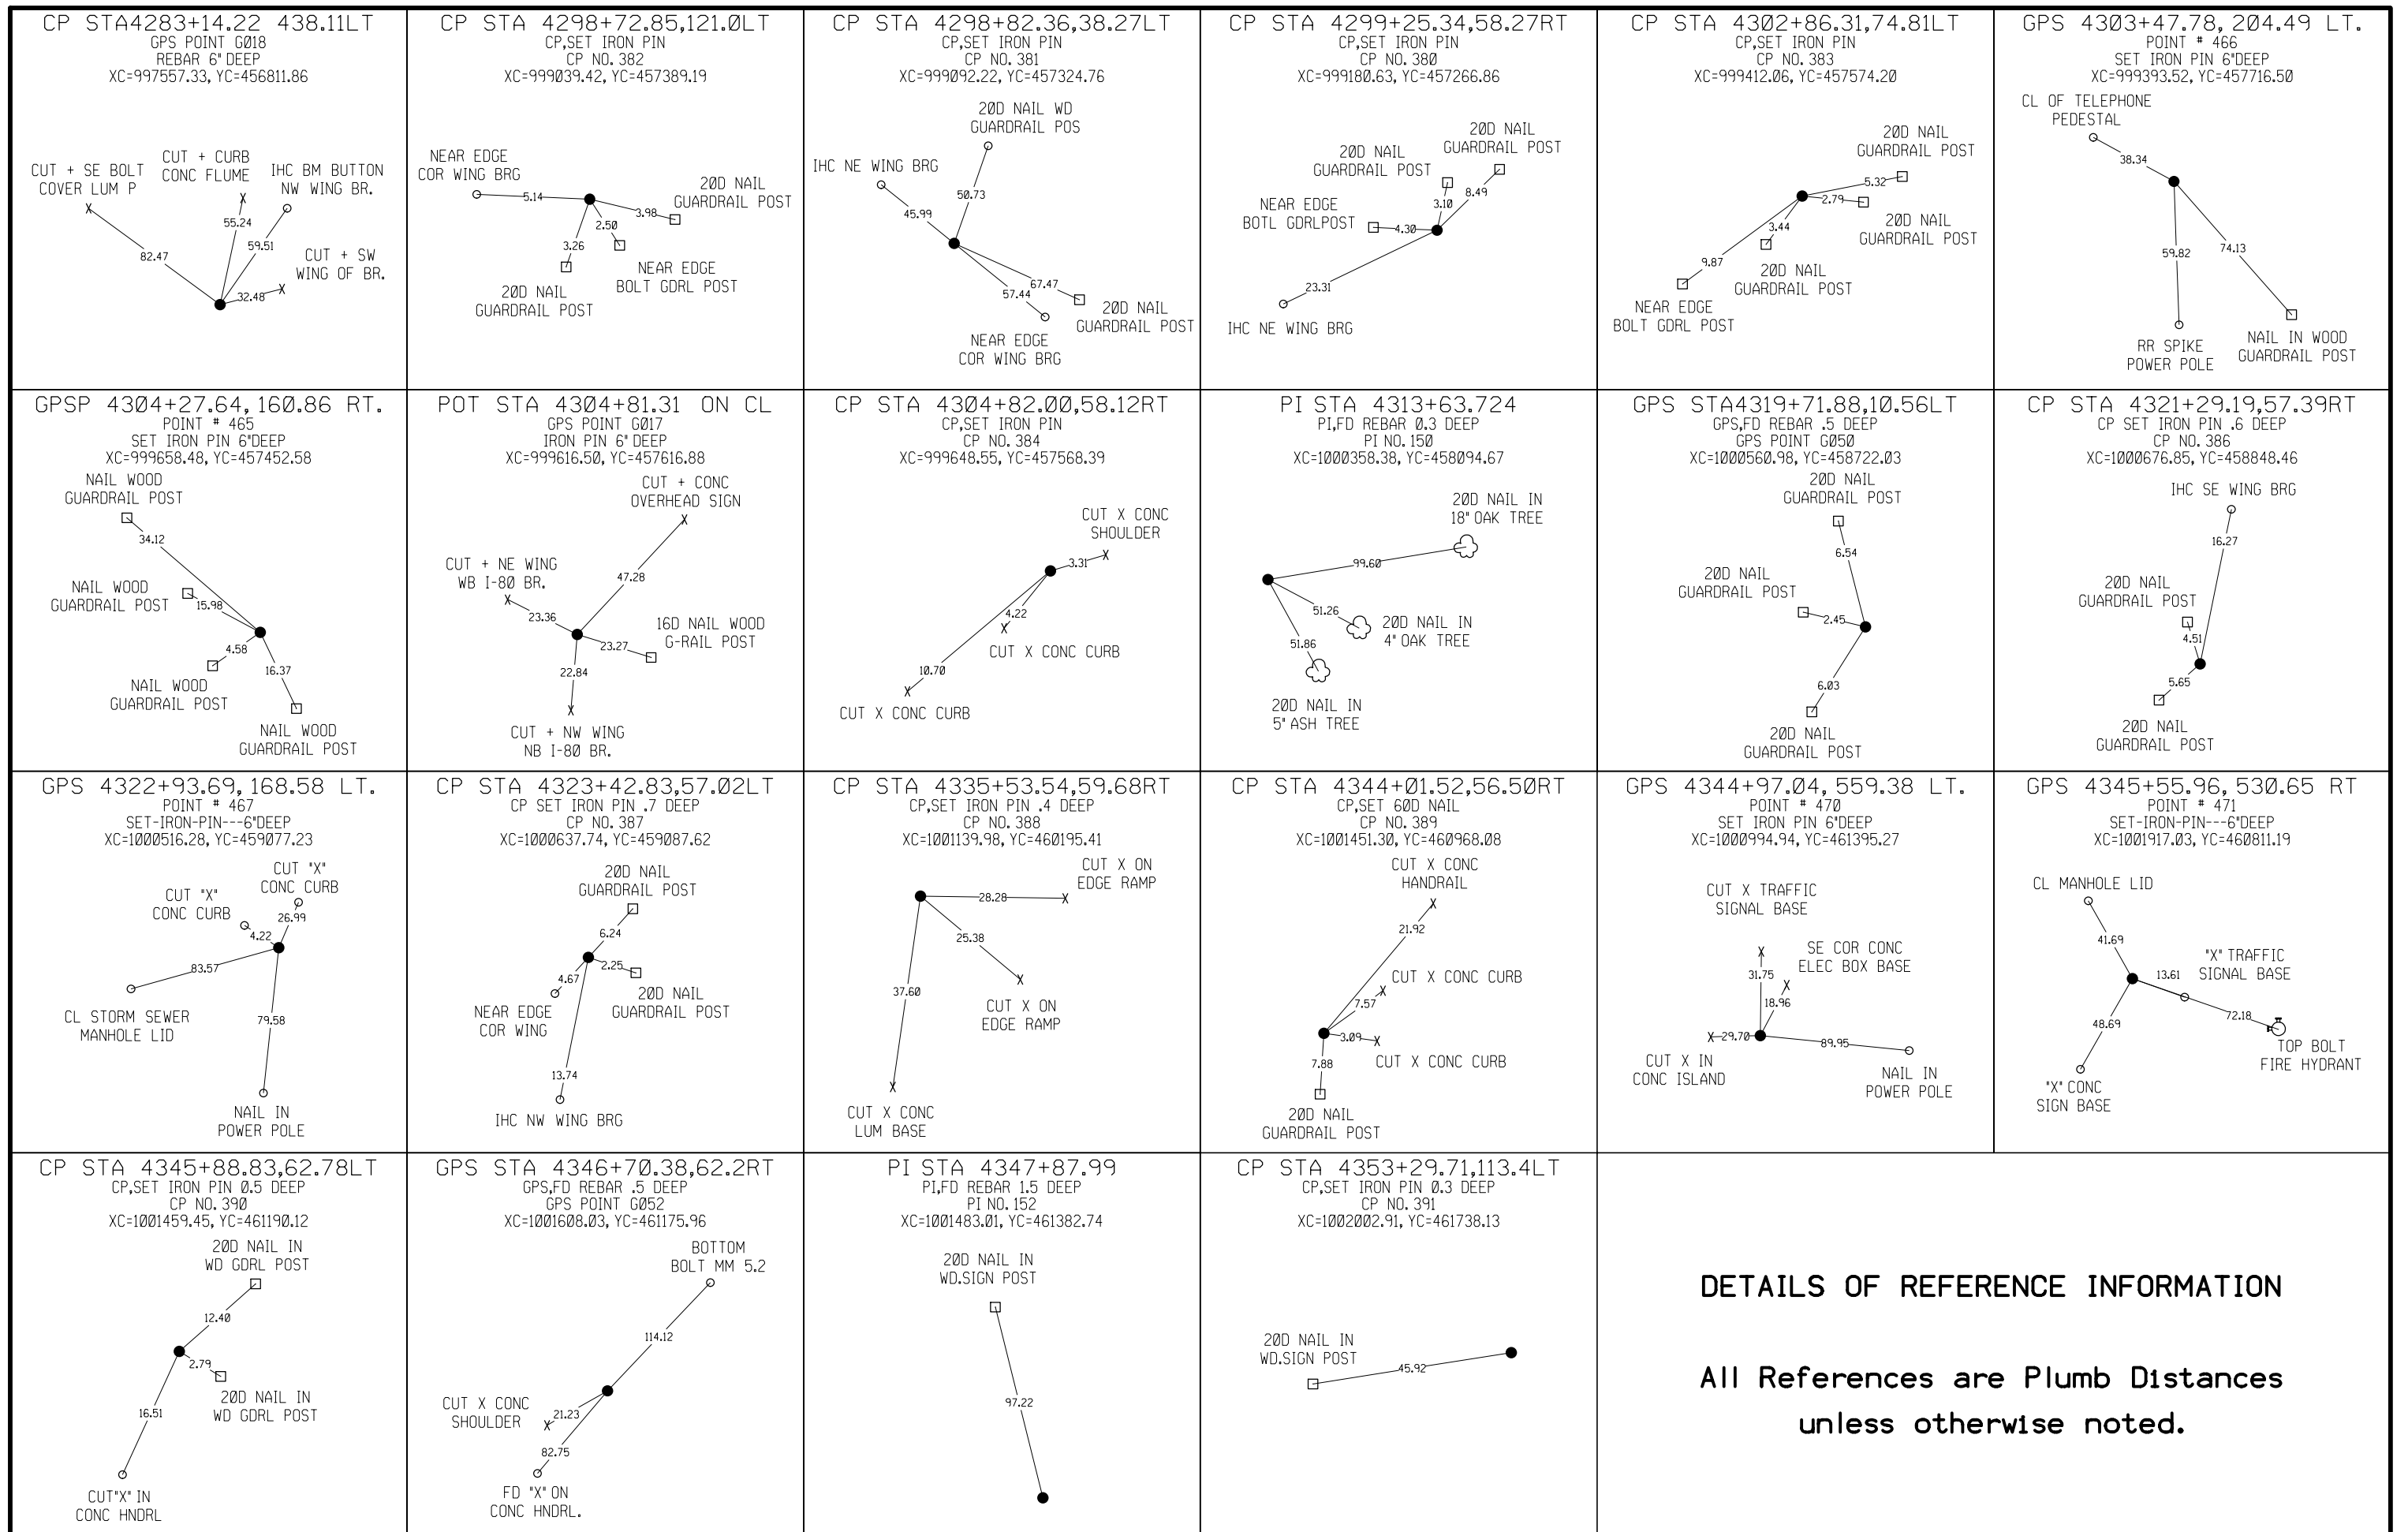 CP STA4283+14.22 438.11LT
GPS POINT G018
REBAR 6" DEEP
XC=997557.33, YC=456811.86
CUT + SE BOLT
COVER LUM P
CUT + CURB
CONC FLUME
IHC BM BUTTON
NW WING BR.
55.24
59.51
82.47
CUT + SW
WING OF BR.
32.48
CP STA 4298+72.85,121.0LT
CP,SET IRON PIN
CP NO. 382
XC=999039.42, YC=457389.19
NEAR EDGE
COR WING BRG
5.14
20D NAIL
GUARDRAIL POST
3.98
2.50
3.26
NEAR EDGE
BOLT GDRL POST
20D NAIL
GUARDRAIL POST
CP STA 4298+82.36,38.27LT
CP,SET IRON PIN
CP NO. 381
XC=999092.22, YC=457324.76
20D NAIL WD
GUARDRAIL POS
IHC NE WING BRG
50.73
45.99
67.47
57.44
20D NAIL
GUARDRAIL POST
NEAR EDGE
COR WING BRG
CP STA 4299+25.34,58.27RT
CP,SET IRON PIN
CP NO. 380
XC=999180.63, YC=457266.86
20D NAIL
GUARDRAIL POST
20D NAIL
GUARDRAIL POST
8.49
3.10
NEAR EDGE
BOTL GDRLPOST
4.30
23.31
IHC NE WING BRG
CP STA 4302+86.31,74.81LT
CP,SET IRON PIN
CP NO. 383
XC=999412.06, YC=457574.20
20D NAIL
GUARDRAIL POST
5.32
2.79
3.44
20D NAIL
GUARDRAIL POST
9.87
20D NAIL
GUARDRAIL POST
NEAR EDGE
BOLT GDRL POST
GPS 4303+47.78, 204.49 LT.
POINT # 466
SET IRON PIN 6"DEEP
XC=999393.52, YC=457716.50
CL OF TELEPHONE
PEDESTAL
38.34
59.82
74.13
RR SPIKE
POWER POLE
NAIL IN WOOD
GUARDRAIL POST
GPSP 4304+27.64,160.86 RT.
POINT # 465
SET IRON PIN 6"DEEP
XC=999658.48, YC=457452.58
NAIL WOOD
GUARDRAIL POST
34.12
NAIL WOOD
GUARDRAIL POST
15.98
4.58
16.37
NAIL WOOD
GUARDRAIL POST
NAIL WOOD
GUARDRAIL POST
POT STA 4304+81.31 ON CL
GPS POINT G017
IRON PIN 6" DEEP
XC=999616.50, YC=457616.88
CUT + CONC
OVERHEAD SIGN
CUT + NE WING
WB I-80 BR.
47.28
23.36
16D NAIL WOOD
G-RAIL POST
23.27
22.84
CUT + NW WING
NB I-80 BR.
CP STA 4304+82.00,58.12RT
CP,SET IRON PIN
CP NO. 384
XC=999648.55, YC=457568.39
CUT X CONC
SHOULDER
3.31
4.22
CUT X CONC CURB
10.70
CUT X CONC CURB
PI STA 4313+63.724
PI,FD REBAR 0.3 DEEP
PI NO. 150
XC=1000358.38, YC=458094.67
20D NAIL IN
18" OAK TREE
99.60
51.26
20D NAIL IN
4" OAK TREE
51.86
20D NAIL IN
5" ASH TREE
GPS STA4319+71.88,10.56LT
GPS,FD REBAR .5 DEEP
GPS POINT G050
XC=1000560.98, YC=458722.03
20D NAIL
GUARDRAIL POST
6.54
20D NAIL
GUARDRAIL POST
2.45
6.03
20D NAIL
GUARDRAIL POST
CP STA 4321+29.19,57.39RT
CP SET IRON PIN .6 DEEP
CP NO. 386
XC=1000676.85, YC=458848.46
IHC SE WING BRG
16.27
20D NAIL
GUARDRAIL POST
4.51
5.65
20D NAIL
GUARDRAIL POST
GPS 4322+93.69,168.58 LT.
POINT # 467
SET-IRON-PIN---6"DEEP
XC=1000516.28, YC=459077.23
CUT "X"
CONC CURB
CUT "X"
CONC CURB
26.99
4.22
83.57
CL STORM SEWER
MANHOLE LID
79.58
NAIL IN
POWER POLE
CP STA 4323+42.83,57.02LT
CP SET IRON PIN .7 DEEP
CP NO. 387
XC=1000637.74, YC=459087.62
20D NAIL
GUARDRAIL POST
6.24
4.67
2.25
NEAR EDGE
COR WING
20D NAIL
GUARDRAIL POST
13.74
IHC NW WING BRG
CP STA 4335+53.54,59.68RT
CP,SET IRON PIN .4 DEEP
CP NO. 388
XC=1001139.98, YC=460195.41
CUT X ON
EDGE RAMP
28.28
25.38
37.60
CUT X ON
EDGE RAMP
CUT X CONC
LUM BASE
CP STA 4344+01.52,56.50RT
CP,SET 60D NAIL
CP NO. 389
XC=1001451.30, YC=460968.08
CUT X CONC
HANDRAIL
21.92
CUT X CONC CURB
7.57
3.09
CUT X CONC CURB
7.88
20D NAIL
GUARDRAIL POST
GPS 4344+97.04, 559.38 LT.
POINT # 470
SET IRON PIN 6"DEEP
XC=1000994.94, YC=461395.27
CUT X TRAFFIC
SIGNAL BASE
SE COR CONC
ELEC BOX BASE
31.75
18.96
29.70
89.95
CUT X IN
CONC ISLAND
NAIL IN
POWER POLE
GPS 4345+55.96, 530.65 RT
POINT # 471
SET-IRON-PIN---6"DEEP
XC=1001917.03, YC=460811.19
CL MANHOLE LID
41.69
"X" TRAFFIC
SIGNAL BASE
13.61
72.18
48.69
TOP BOLT
FIRE HYDRANT
"X" CONC
SIGN BASE
CP STA 4345+88.83,62.78LT
CP,SET IRON PIN 0.5 DEEP
CP NO. 390
XC=1001459.45, YC=461190.12
20D NAIL IN
WD GDRL POST
12.40
2.79
20D NAIL IN
WD GDRL POST
16.51
CUT"X" IN
CONC HNDRL
GPS STA 4346+70.38,62.2RT
GPS,FD REBAR .5 DEEP
GPS POINT G052
XC=1001608.03, YC=461175.96
BOTTOM
BOLT MM 5.2
114.12
CUT X CONC
SHOULDER
21.23
82.75
FD "X" ON
CONC HNDRL.
PI STA 4347+87.99
PI,FD REBAR 1.5 DEEP
PI NO. 152
XC=1001483.01, YC=461382.74
20D NAIL IN
WD.SIGN POST
97.22
CP STA 4353+29.71,113.4LT
CP,SET IRON PIN 0.3 DEEP
CP NO. 391
XC=1002002.91, YC=461738.13
20D NAIL IN
WD.SIGN POST
45.92
DETAILS OF REFERENCE INFORMATION
All References are Plumb Distances
unless otherwise noted.